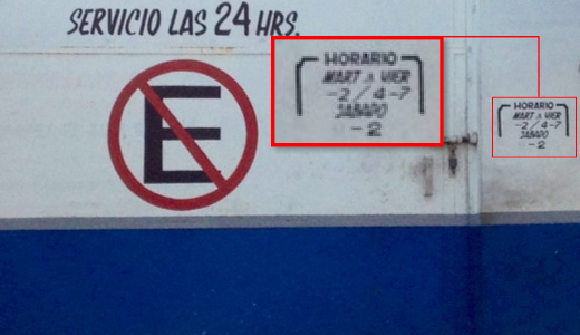 SERVICIO LAS 24 HRS.
E
HORARIO
MART A VIER
-2 / 4-7
SABADO
-2